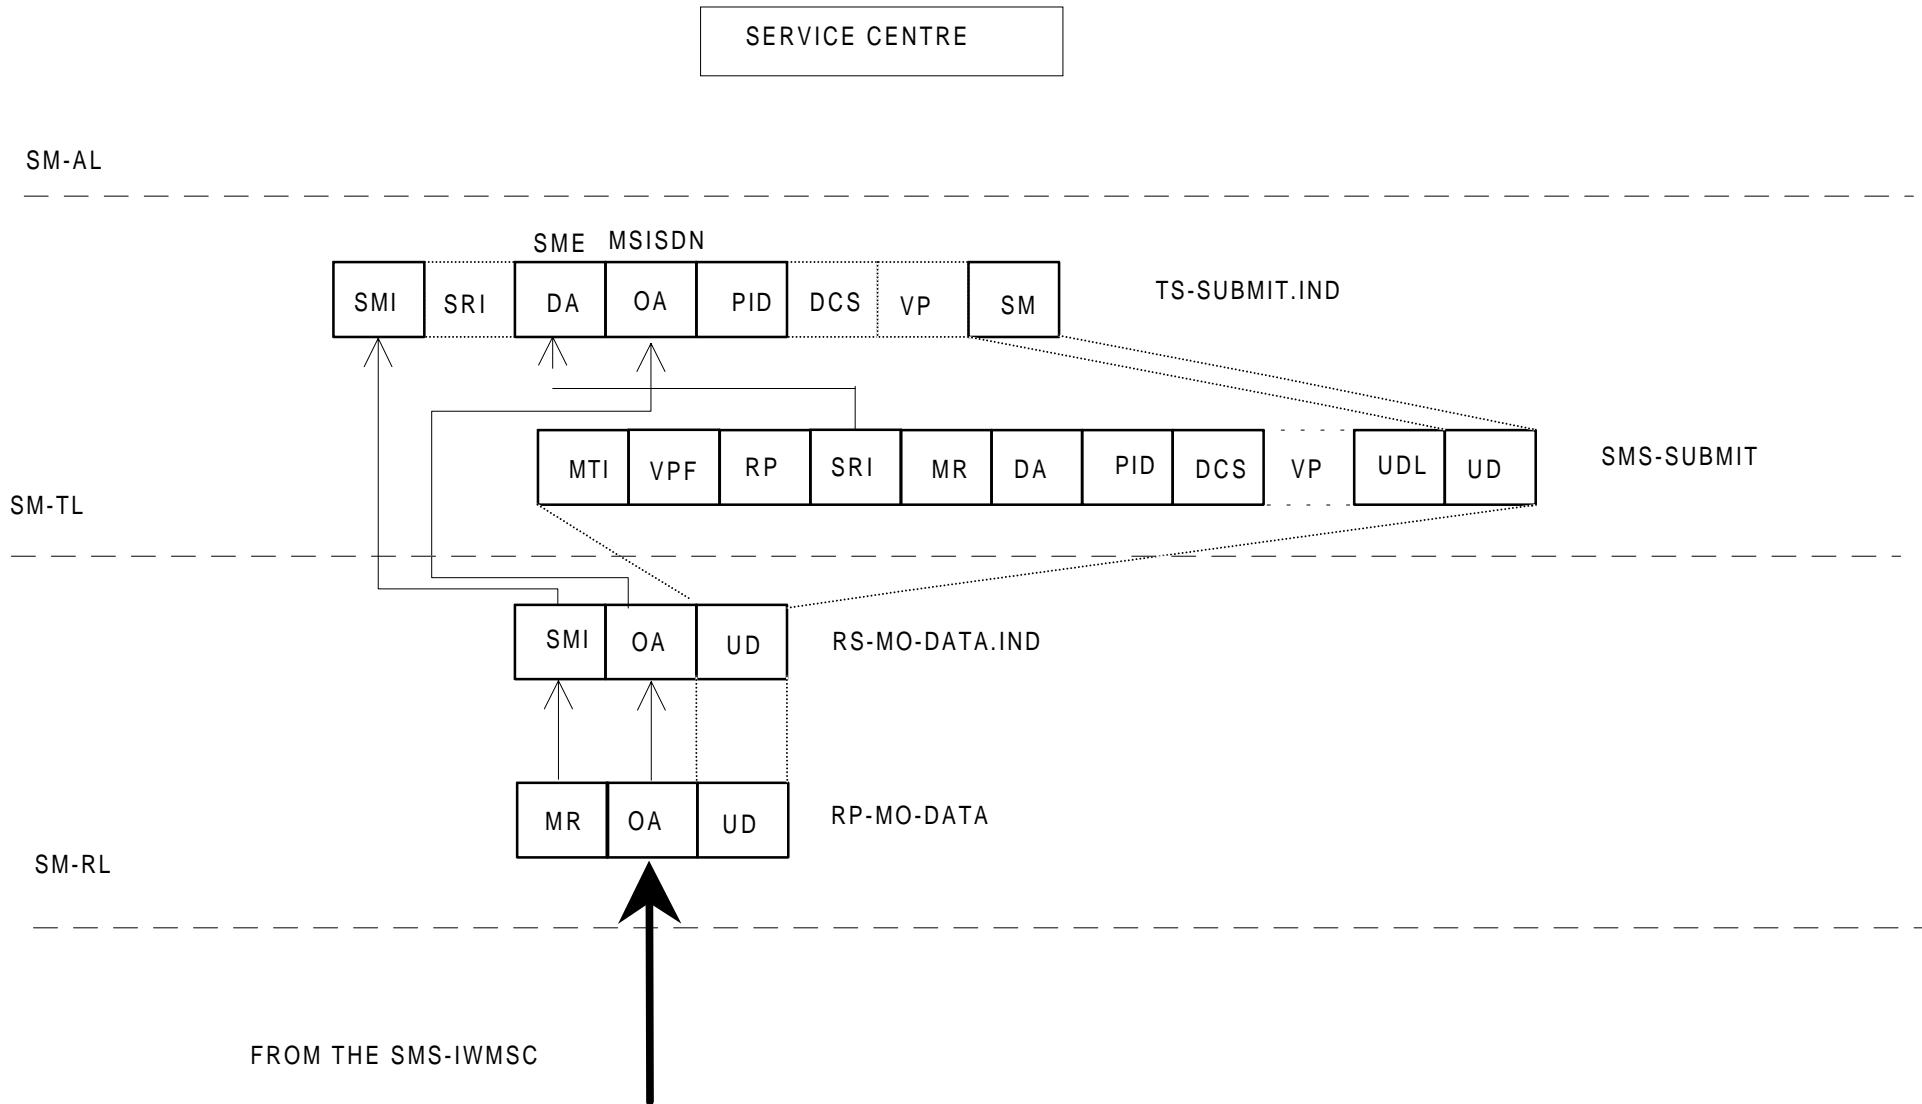 SERVICE CENTRE
SM-AL
SME MSISDN
SMI SRI DA OA PID DCS VP SM TS-SUBMIT.IND
MTI VPF RP SRI MR DA PID DCS VP UDL UD SMS-SUBMIT
SM-TL
SMI OA UD RS-MO-DATA.IND
MR OA UD RP-MO-DATA
SM-RL
FROM THE SMS-IWMSC